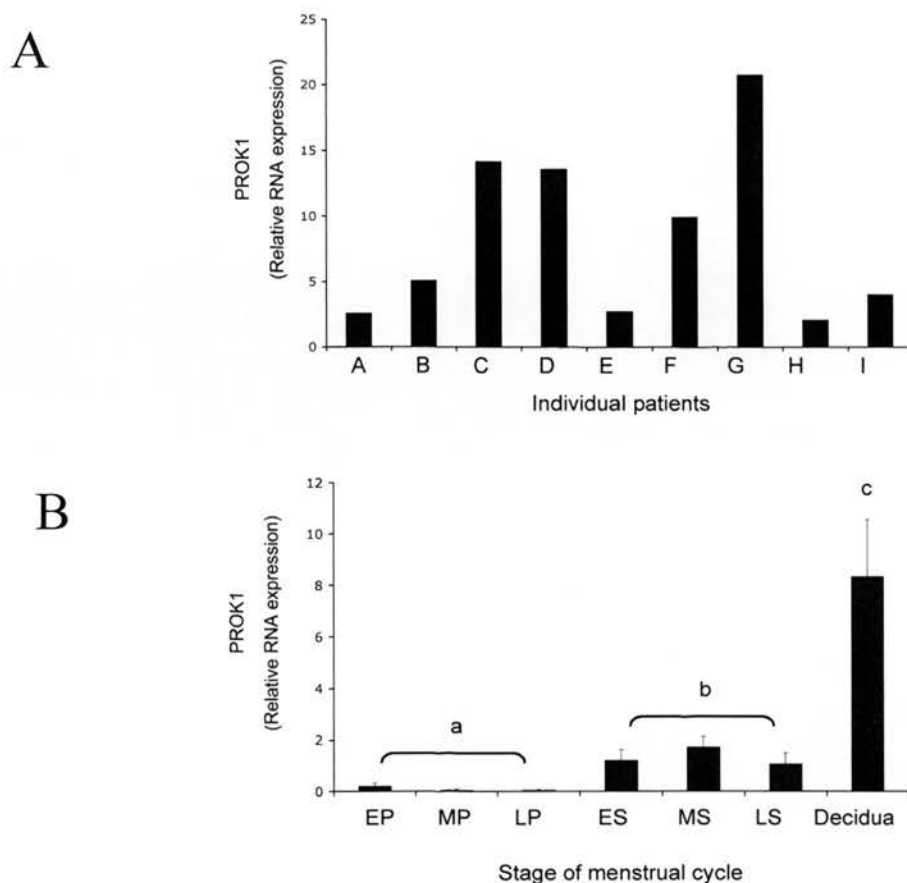 A
PROK1
(Relative RNA expression)
25
20
15
10
5
0
A B C D E F G H I
Individual patients
B
PROK1
(Relative RNA expression)
12
10
8
6
4
2
0
a
b
c
EP MP LP ES MS LS Decidua
Stage of menstrual cycle